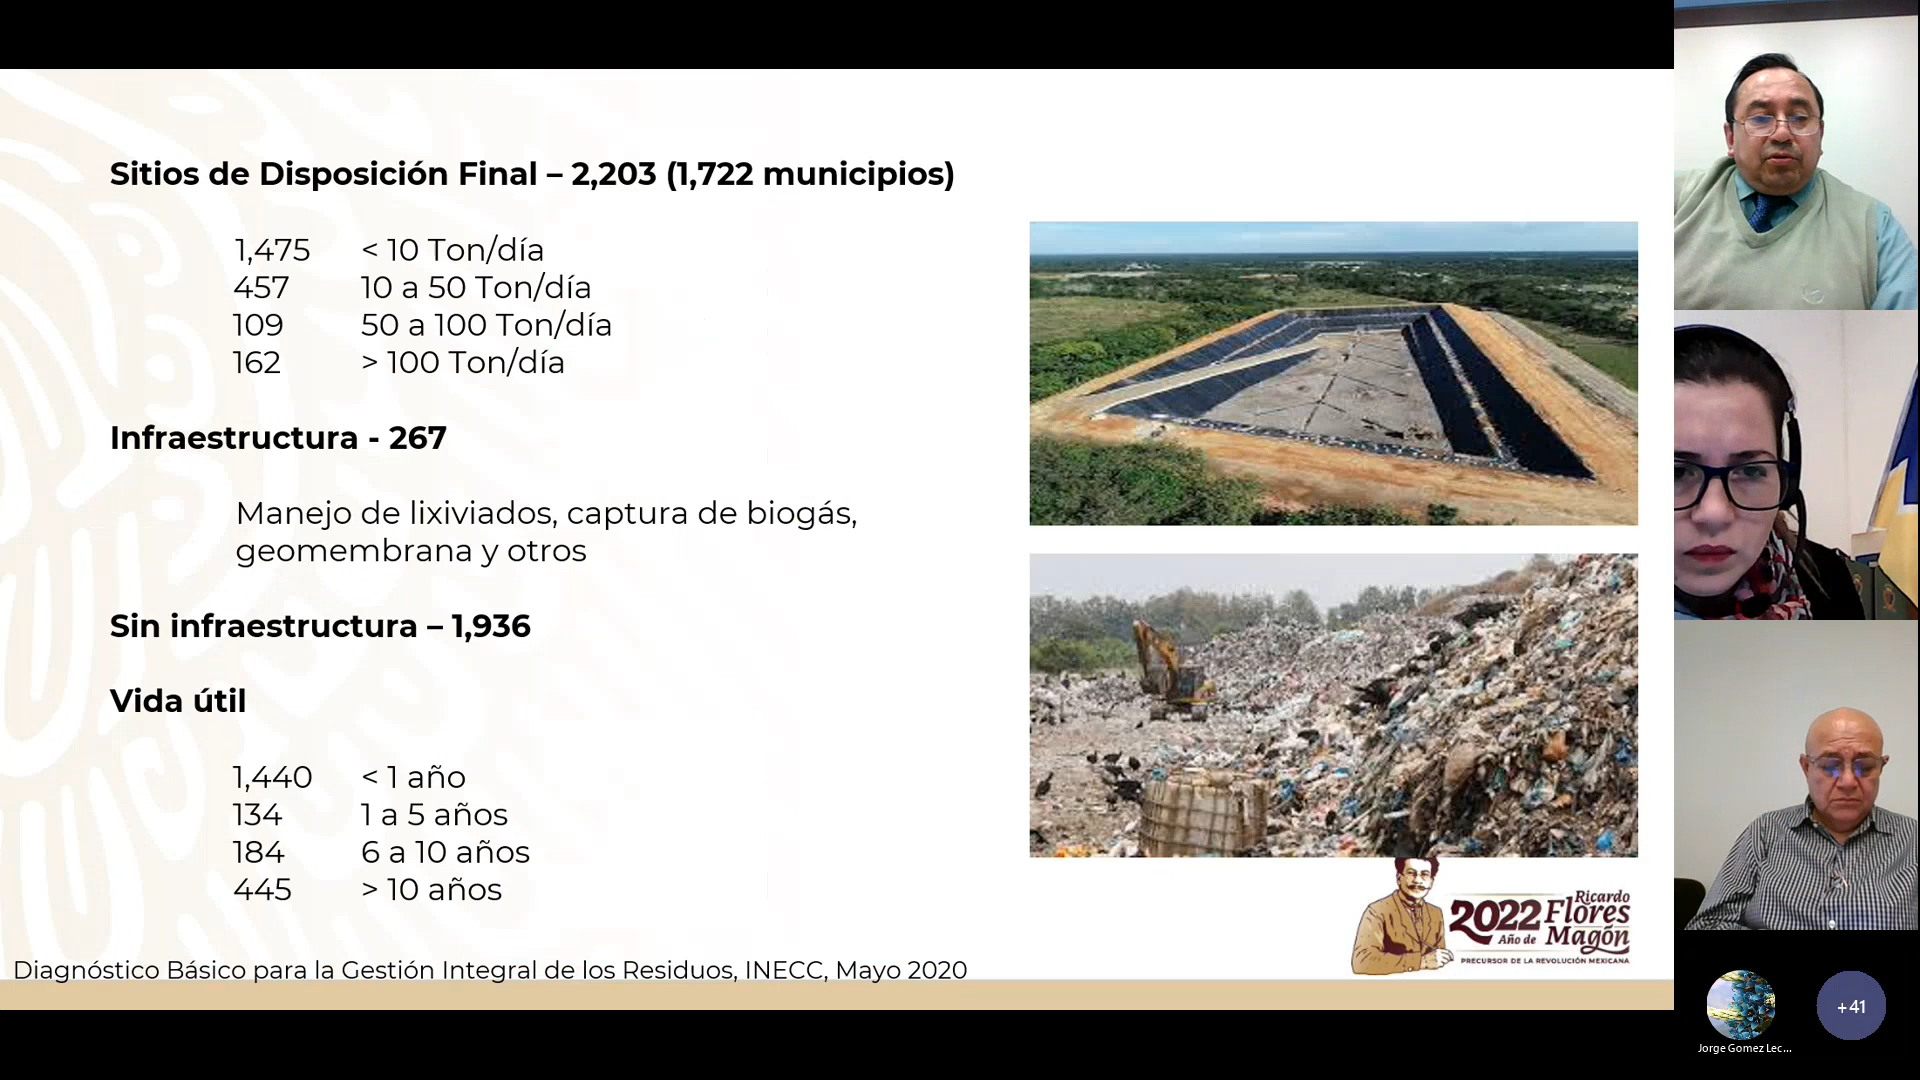 Sitios de Disposición Final – 2,203 (1,722 municipios)
1,475 < 10 Ton/día
457 10 a 50 Ton/día
109 50 a 100 Ton/día
162 > 100 Ton/día
Infraestructura - 267
Manejo de lixiviados, captura de biogás,
geomembrana y otros
Sin infraestructura – 1,936
Vida útil
1,440 < 1 año
134 1 a 5 años
184 6 a 10 años
445 > 10 años
Diagnóstico Básico para la Gestión Integral de los Residuos, INECC, Mayo 2020
2022 Ricardo
Flores
Año de Magón
PRECURSOR DE LA REVOLUCIÓN MEXICANA
+41
Jorge Gomez Lec...